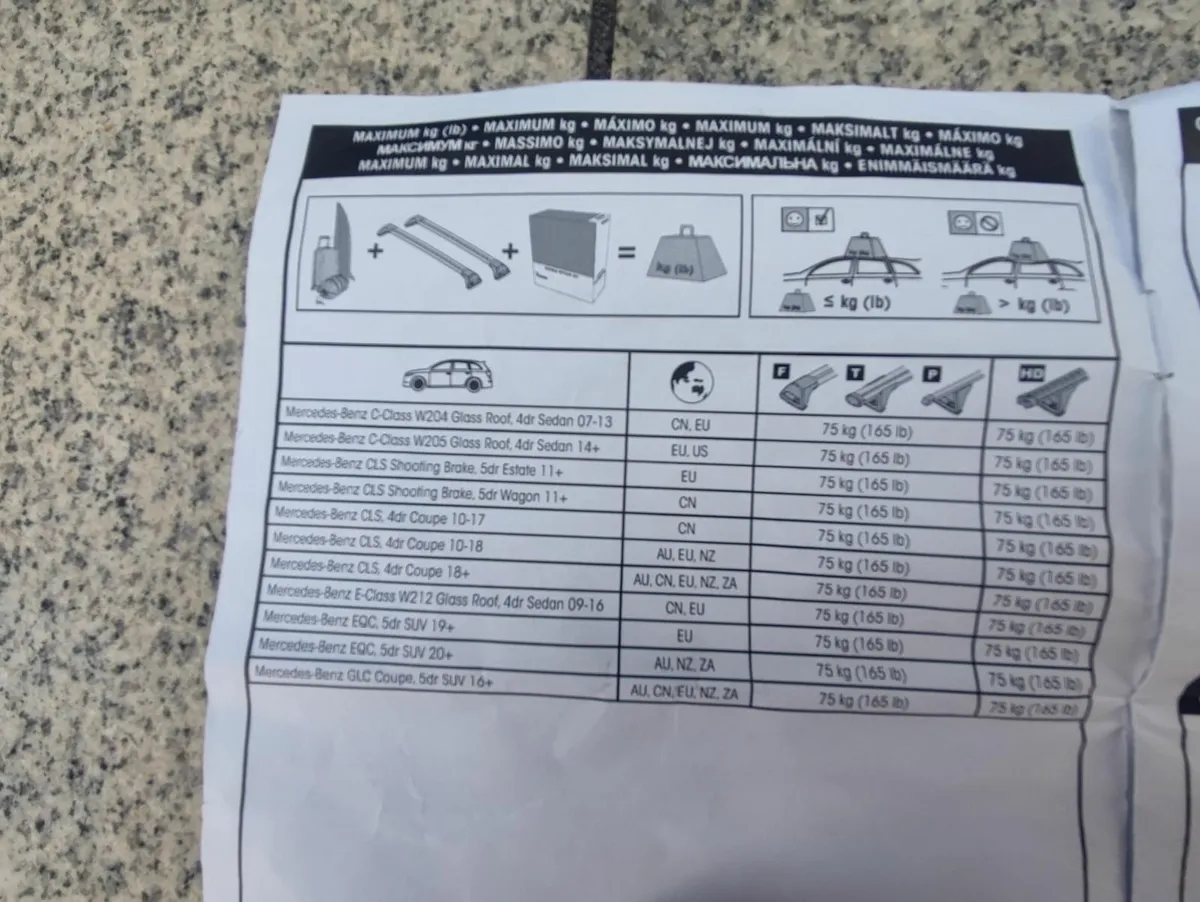 MAXIMUM kg (lb) • MAXIMUM kg • MÁXIMO kg • MAXIMUM kg • MAKSIMALT kg • MÁXIMO kg
МАКСИМУМ кг • MASSIMO kg • MAKSYMALNEJ kg • MAXIMÁLNÍ kg • MAXIMÁLNE kg
MAXIMUM kg • MAXIMAL kg • MAKSIMAL kg • МАКСИМАЛЬНА kg • ENIMMÄISMÄÄRÄ kg
+ + = kg (lb)
≤ kg (lb) > kg (lb)
F T P HD
Mercedes-Benz C-Class W204 Glass Roof, 4dr Sedan 07-13 CN, EU 75 kg (165 lb) 75 kg (165 lb)
Mercedes-Benz C-Class W205 Glass Roof, 4dr Sedan 14+ EU, US 75 kg (165 lb) 75 kg (165 lb)
Mercedes-Benz CLS Shooting Brake, 5dr Estate 11+ EU 75 kg (165 lb) 75 kg (165 lb)
Mercedes-Benz CLS Shooting Brake, 5dr Wagon 11+ CN 75 kg (165 lb) 75 kg (165 lb)
Mercedes-Benz CLS, 4dr Coupe 10-17 CN 75 kg (165 lb) 75 kg (165 lb)
Mercedes-Benz CLS, 4dr Coupe 10-18 AU, EU, NZ 75 kg (165 lb) 75 kg (165 lb)
Mercedes-Benz CLS, 4dr Coupe 18+ AU, CN, EU, NZ, ZA 75 kg (165 lb) 75 kg (165 lb)
Mercedes-Benz E-Class W212 Glass Roof, 4dr Sedan 09-16 CN, EU 75 kg (165 lb) 75 kg (165 lb)
Mercedes-Benz EQC, 5dr SUV 19+ EU 75 kg (165 lb) 75 kg (165 lb)
Mercedes-Benz EQC, 5dr SUV 20+ AU, NZ, ZA 75 kg (165 lb) 75 kg (165 lb)
Mercedes-Benz GLC Coupe, 5dr SUV 16+ AU, CN, EU, NZ, ZA 75 kg (165 lb) 75 kg (165 lb)